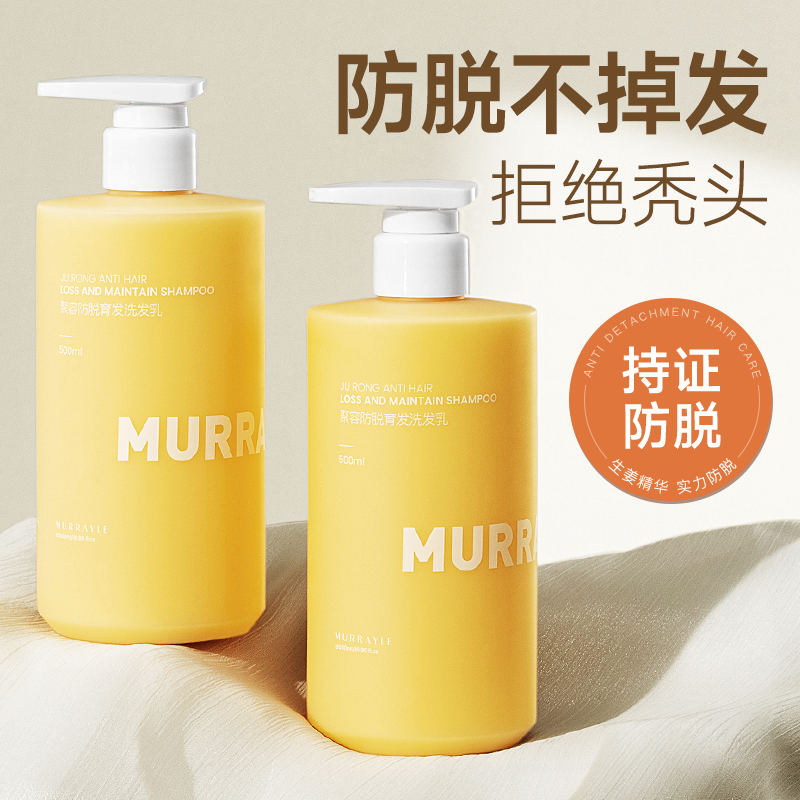 防脱不掉发
拒绝秃头
JU RONG ANTI HAIR
LOSS AND MAINTAIN SHAMPOO
聚容防脱育发洗发乳
500ml
MURRA
MURRAYLE
JU RONG ANTI HAIR
LOSS AND MAINTAIN SHAMPOO
聚容防脱育发洗发乳
500ml
MURRA
MURRAYLE
ANTI DETACHMENT HAIR CARE
持证
防脱
生姜精华 实力防脱